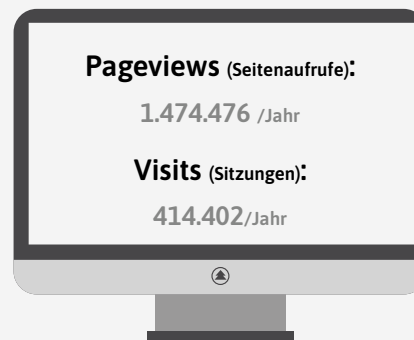 Pageviews (Seitenaufrufe):
1.474.476 /Jahr
Visits (Sitzungen):
414.402/Jahr